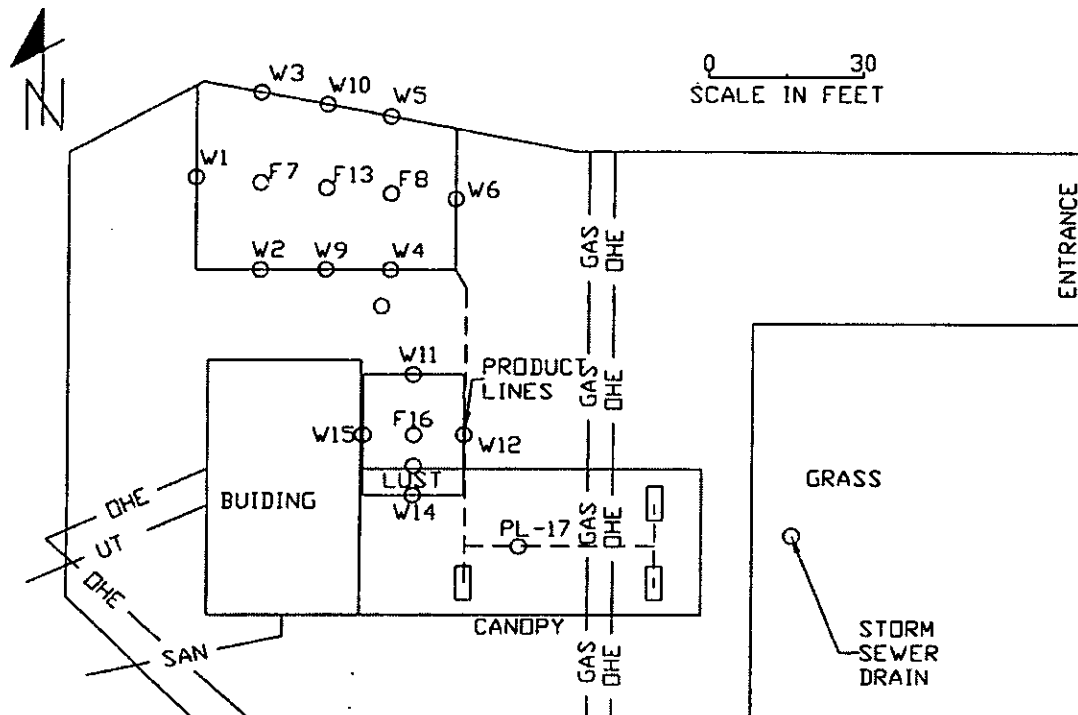 0 30
SCALE IN FEET
N
W3
W10
W5
W1
F7
F13
F8
W6
GAS
OHE
ENTRANCE
W2
W9
W4
W11
PRODUCT
LINES
GAS
OHE
W15
F16
W12
LUST
W14
BUIDING
GRASS
OHE
UT
PL-17
GAS
OHE
OHE
CANOPY
STORM
SEWER
DRAIN
SAN
GAS
OHE